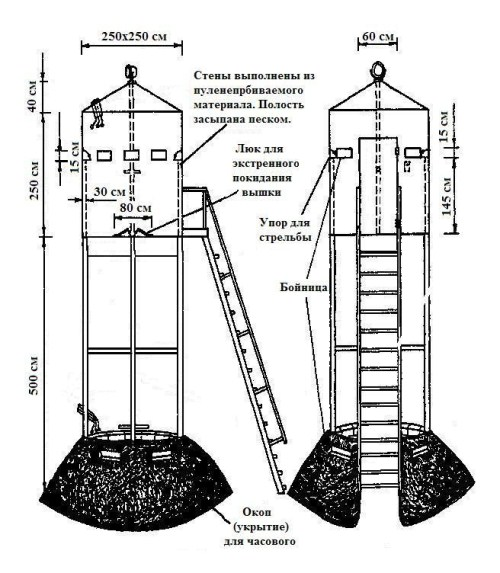 250х250 см
60 см
40 см
Стены выполнены из
пуленепрбиваемого
материала. Полость
засыпана песком.
15 см
15 см
250 см
Люк для
экстренного
покидания
вышки
30 см
80 см
145 см
Упор для
стрельбы
Бойница
500 см
Окоп
(укрытие)
для часового